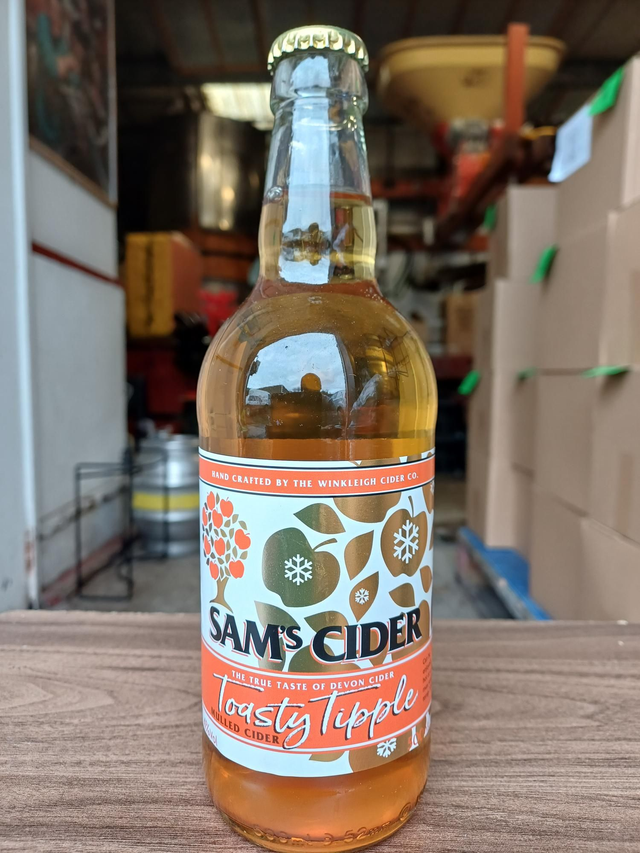 HAND CRAFTED BY THE WINKLEIGH CIDER CO.
SAM'S CIDER
THE TRUE TASTE OF DEVON CIDER
Toasty Tipple
MULLED CIDER